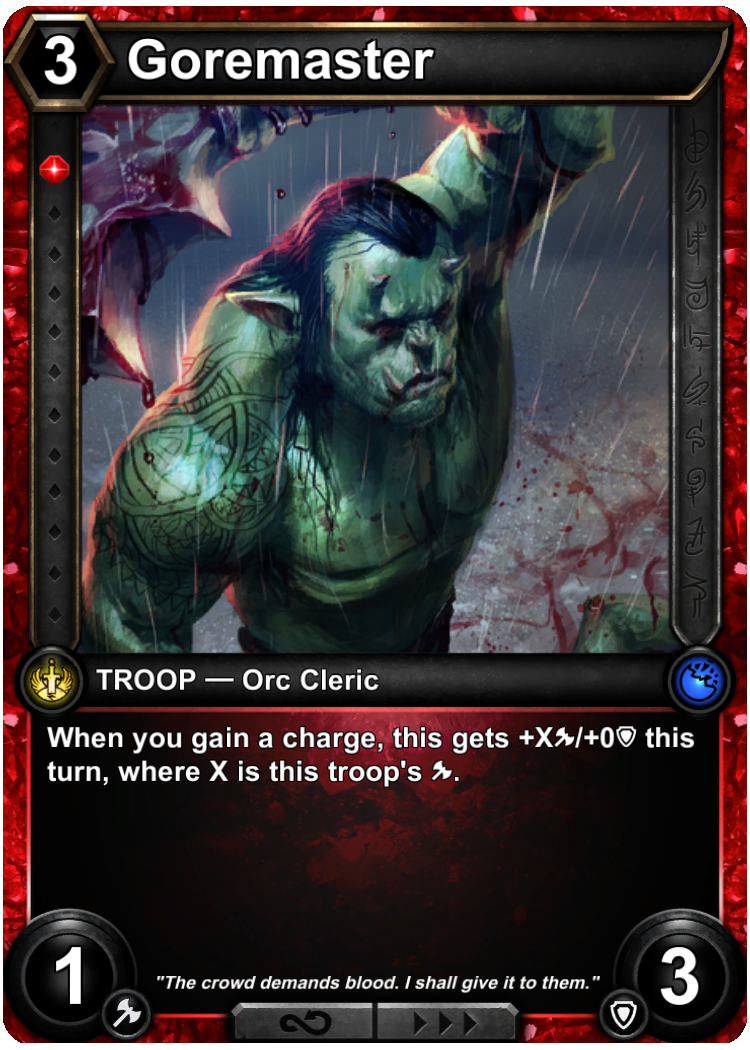 3 Goremaster
TROOP — Orc Cleric
When you gain a charge, this gets +X/+0 this
turn, where X is this troop's .
1 "The crowd demands blood. I shall give it to them." 3